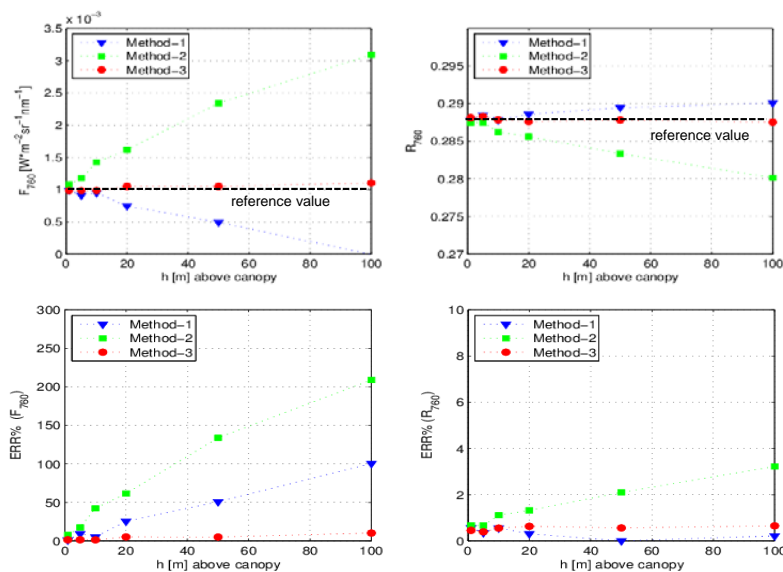 x 10⁻³
3.5
3
2.5
2
1.5
1
0.5
0
F₇₆₀ [W*m⁻²sr⁻¹nm⁻¹]
Method-1
Method-2
Method-3
reference value
0 20 40 60 80 100
h [m] above canopy
0.295
0.29
0.285
0.28
0.275
0.27
R₇₆₀
Method-1
Method-2
Method-3
reference value
0 20 40 60 80 100
h [m] above canopy
300
250
200
150
100
50
0
ERR% (F₇₆₀)
Method-1
Method-2
Method-3
0 20 40 60 80 100
h [m] above canopy
10
8
6
4
2
0
ERR% (R₇₆₀)
Method-1
Method-2
Method-3
0 20 40 60 80 100
h [m] above canopy